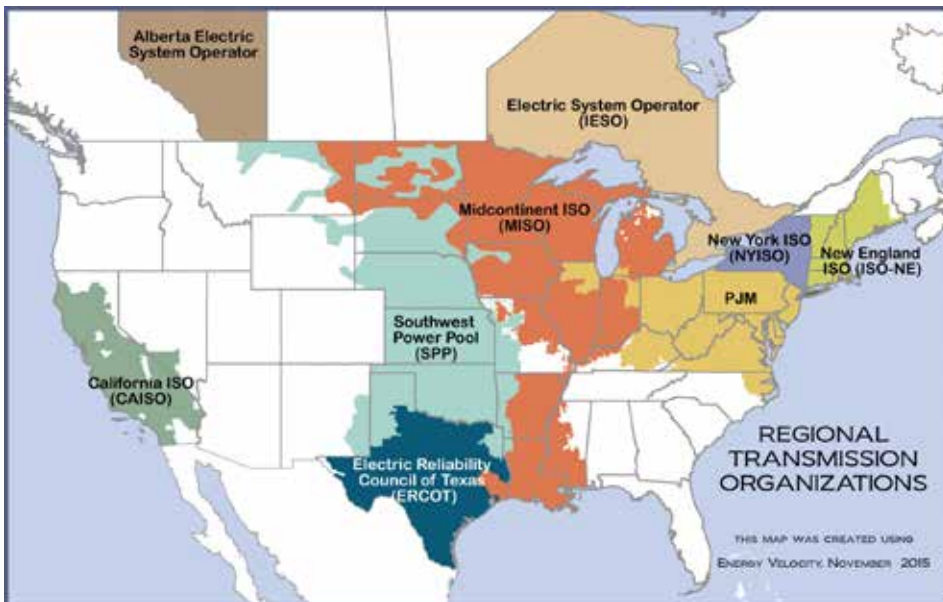 Alberta Electric
System Operator
Electric System Operator
(IESO)
Midcontinent ISO
(MISO)
New York ISO
(NYISO)
New England
ISO (ISO-NE)
PJM
Southwest
Power Pool
(SPP)
California ISO
(CAISO)
Electric Reliability
Council of Texas
(ERCOT)
REGIONAL
TRANSMISSION
ORGANIZATIONS
THIS MAP WAS CREATED USING
ENERGY VELOCITY, NOVEMBER 2015